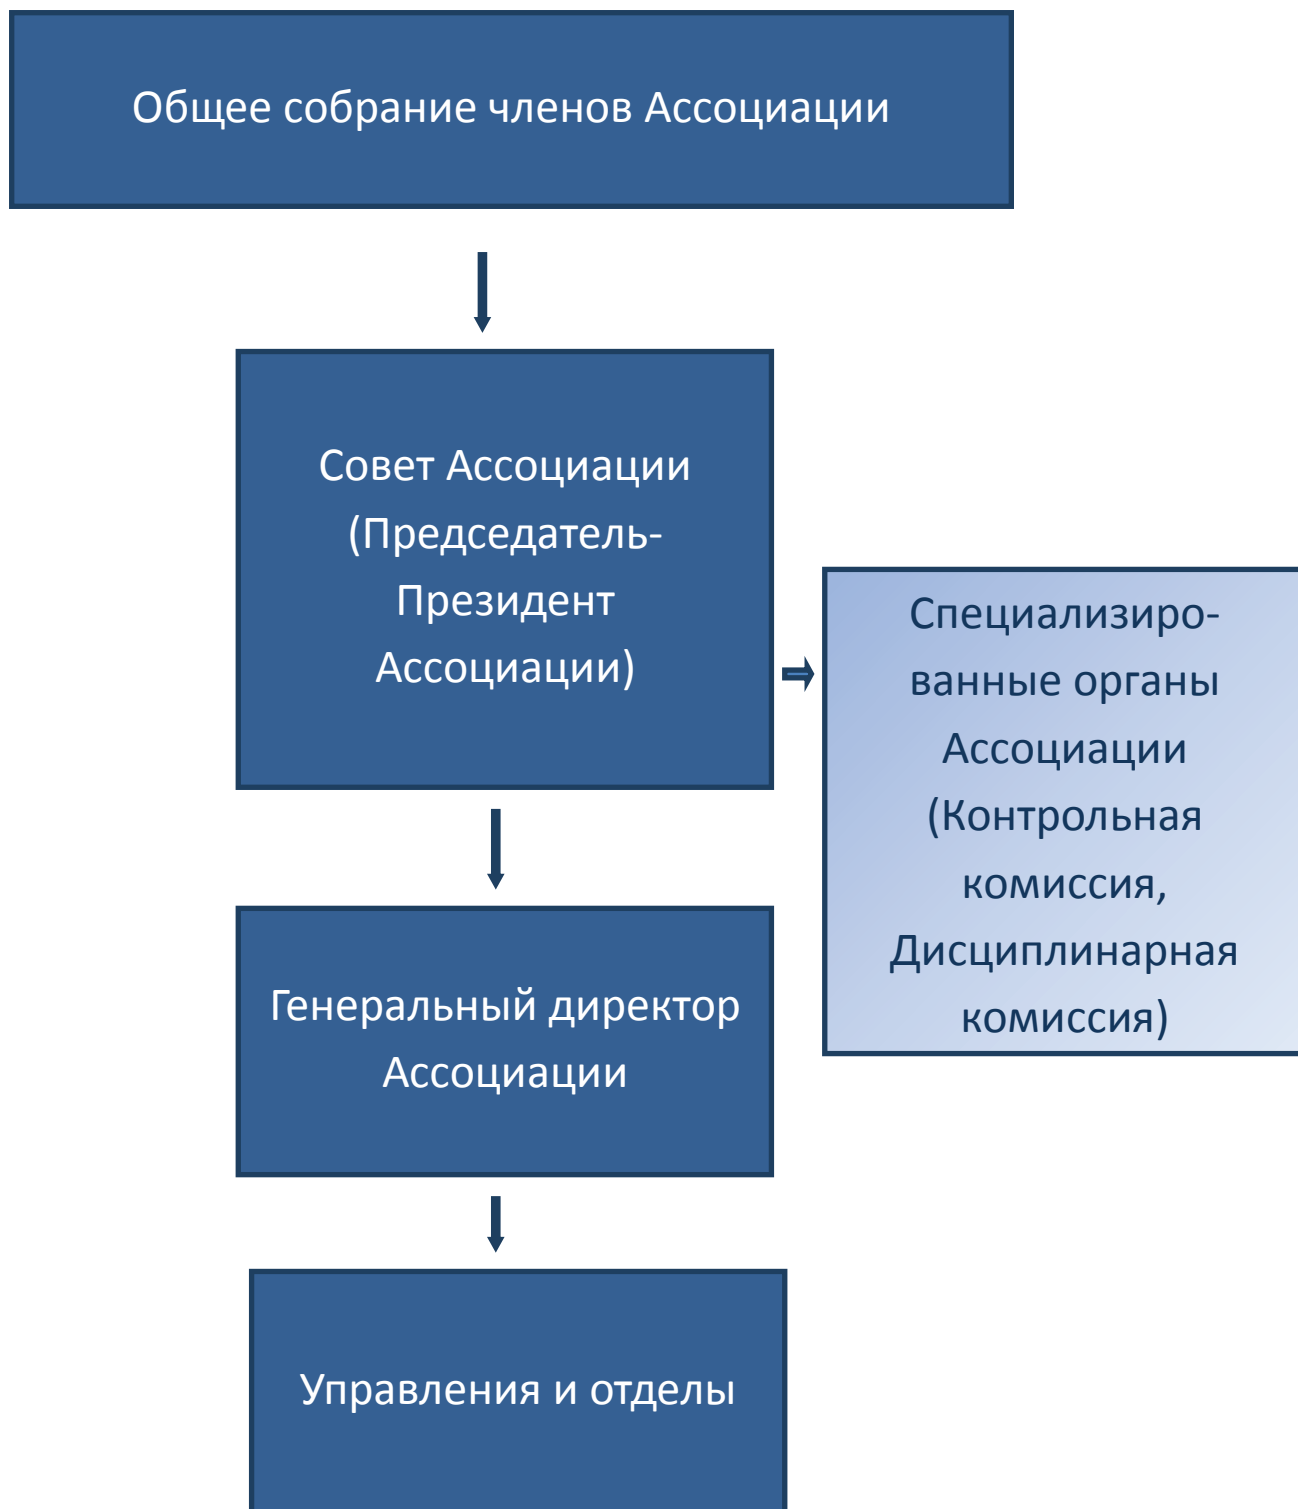 Общее собрание членов Ассоциации
Совет Ассоциации
(Председатель-
Президент
Ассоциации)
Специализиро-
ванные органы
Ассоциации
(Контрольная
комиссия,
Дисциплинарная
комиссия)
Генеральный директор
Ассоциации
Управления и отделы